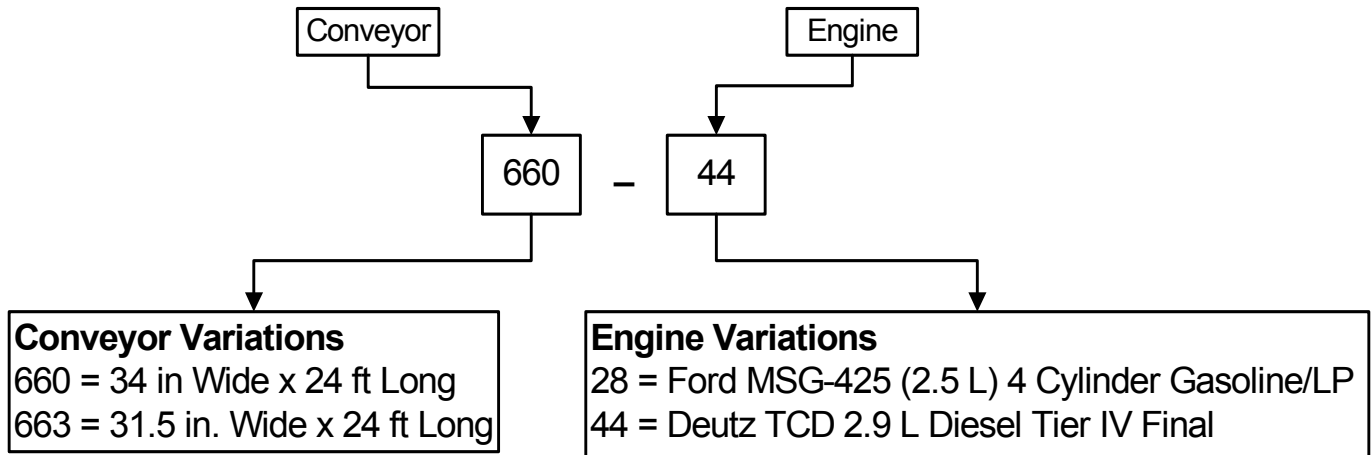 Conveyor
Engine
660 – 44
Conveyor Variations
660 = 34 in Wide x 24 ft Long
663 = 31.5 in. Wide x 24 ft Long
Engine Variations
28 = Ford MSG-425 (2.5 L) 4 Cylinder Gasoline/LP
44 = Deutz TCD 2.9 L Diesel Tier IV Final